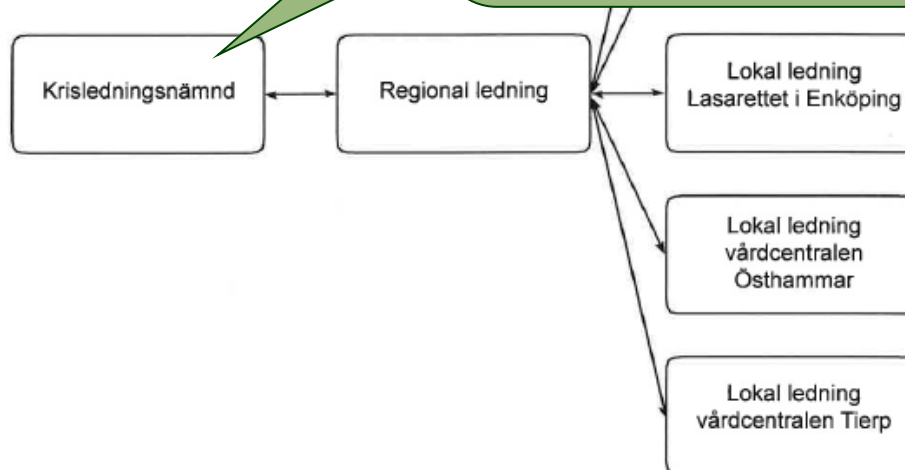 Krisledningsnämnd
Regional ledning
Lokal ledning
Lasarettet i Enköping
Lokal ledning
vårdcentralen
Östhammar
Lokal ledning
vårdcentralen Tierp